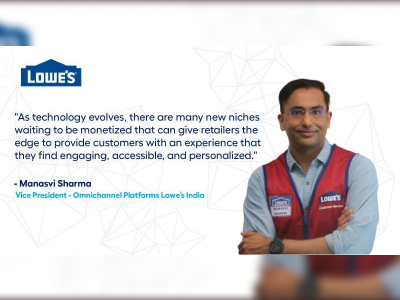 LOWE'S
"As technology evolves, there are many new niches
waiting to be monetized that can give retailers the
edge to provide customers with an experience that
they find engaging, accessible, and personalized."
- Manasvi Sharma
Vice President - Omnichannel Platforms Lowe's India
LOWE'S
LOWE'S
MANASVI